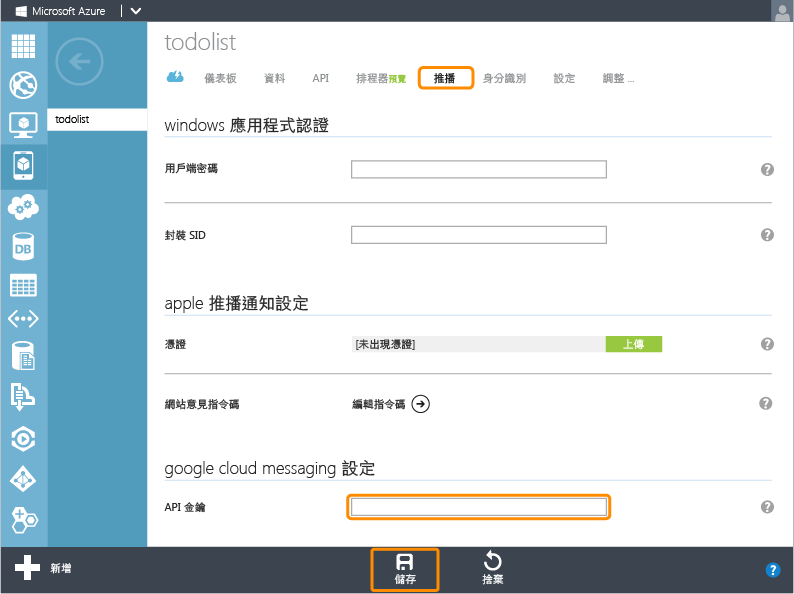 Microsoft Azure
todolist
儀表板 資料 API 排程器預覽 推播 身分識別 設定 調整 ...
todolist
windows 應用程式認證
用戶端密碼
封裝 SID
apple 推播通知設定
憑證 [未出現憑證] 上傳
網站意見指令碼 編輯指令碼
google cloud messaging 設定
API 金鑰
DB
新增 儲存 捨棄